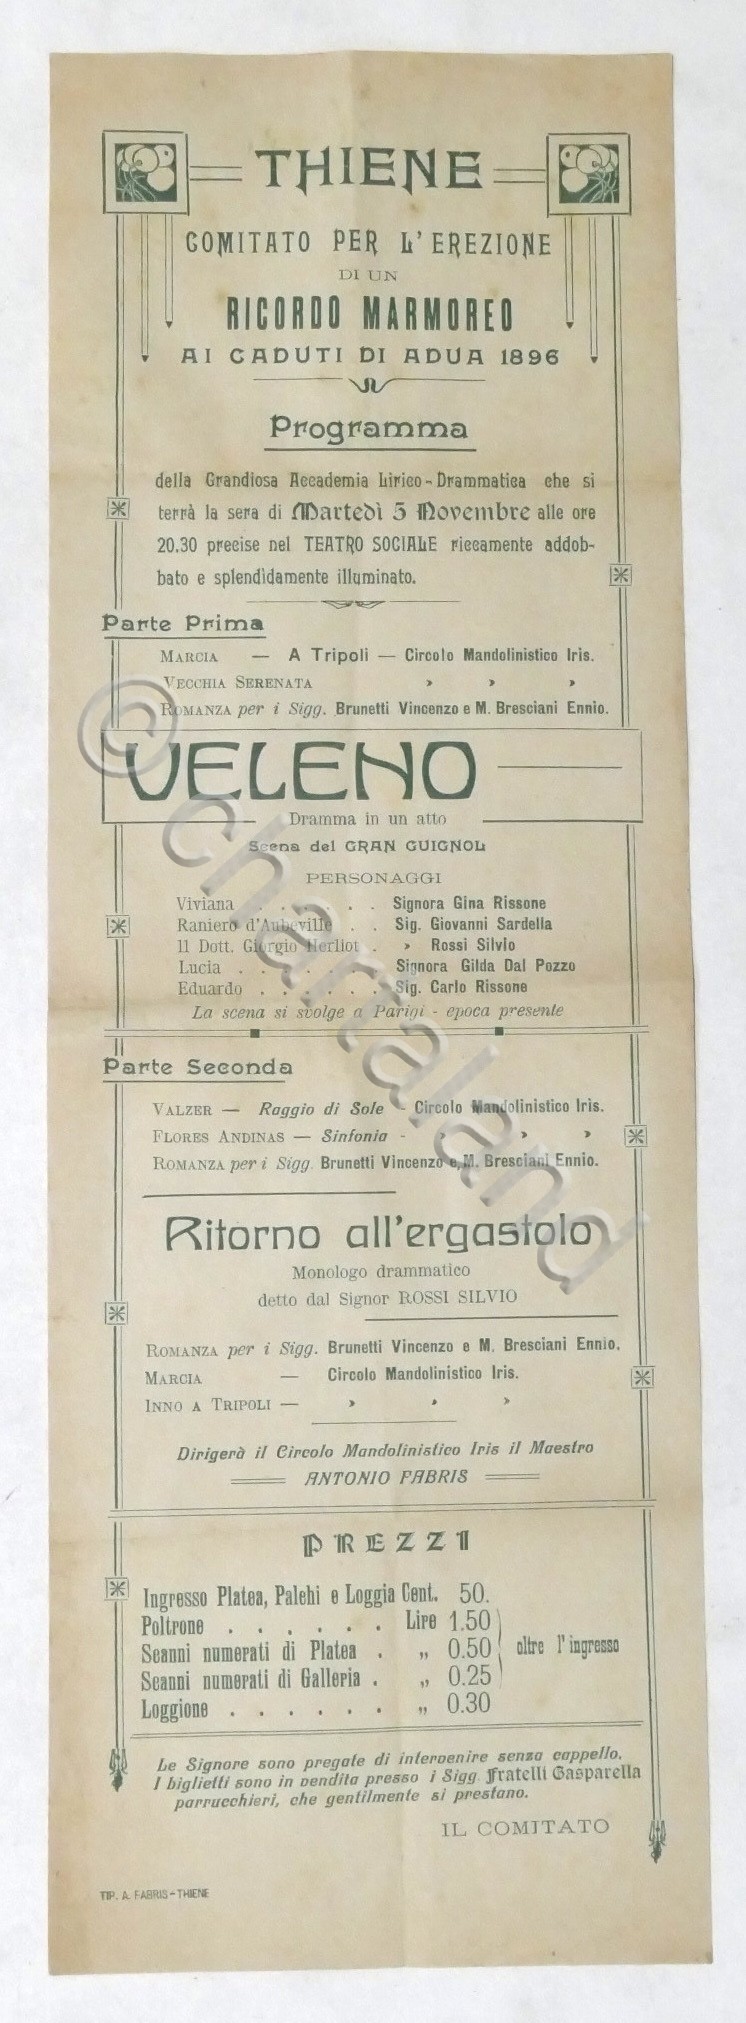 THIENE
COMITATO PER L'EREZIONE
DI UN
RICORDO MARMOREO
AI CADUTI DI ADUA 1896
Programma
della Grandiosa Accademia Lirico-Drammatica che si
terrà la sera di Martedì 5 Novembre alle ore
20.30 precise nel TEATRO SOCIALE riccamente addob-
bato e splendidamente illuminato.
Parte Prima
MARCIA — A Tripoli — Circolo Mandolinistico Iris.
VECCHIA SERENATA › › ›
ROMANZA per i Sigg. Brunetti Vincenzo e M. Bresciani Ennio.
VELENO
Dramma in un atto
Scena del GRAN GUIGNOL
PERSONAGGI
Viviana . . . . . . Signora Gina Rissone
Raniero d'Aubeville . . Sig. Giovanni Sardella
Il Dott. Giorgio Herliot . › Rossi Silvio
Lucia . . . . . . Signora Gilda Dal Pozzo
Eduardo . . . . . . Sig. Carlo Rissone
La scena si svolge a Parigi - epoca presente
Parte Seconda
VALZER — Raggio di Sole - Circolo Mandolinistico Iris.
FLORES ANDINAS — Sinfonia - › › ›
ROMANZA per i Sigg. Brunetti Vincenzo e M. Bresciani Ennio.
Ritorno all'ergastolo
Monologo drammatico
detto dal Signor ROSSI SILVIO
ROMANZA per i Sigg. Brunetti Vincenzo e M. Bresciani Ennio.
MARCIA — Circolo Mandolinistico Iris.
INNO A TRIPOLI — › › ›
Dirigerà il Circolo Mandolinistico Iris il Maestro
ANTONIO FABRIS
PREZZI
Ingresso Platea, Palchi e Loggia Cent. 50.
Poltrone . . . . . . Lire 1.50
Scanni numerati di Platea . „ 0.50 oltre l'ingresso
Scanni numerati di Galleria . „ 0.25
Loggione . . . . . . „ 0.30
Le Signore sono pregate di intervenire senza cappello.
I biglietti sono in vendita presso i Sigg. Fratelli Gasparella
parrucchieri, che gentilmente si prestano.
IL COMITATO
TIP. A. FABRIS-THIENE
© chartaland